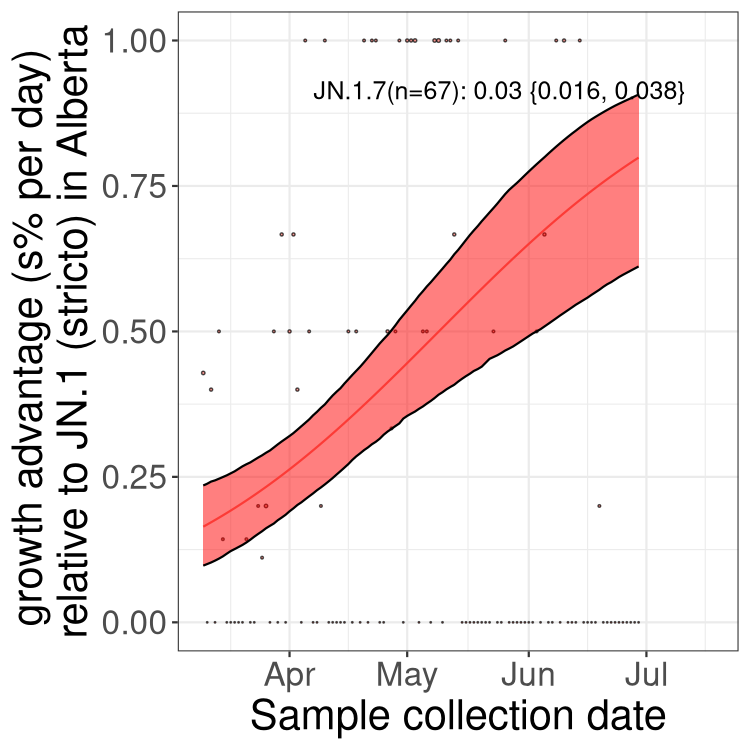 growth advantage (s% per day)
relative to JN.1 (stricto) in Alberta
1.00
0.75
0.50
0.25
0.00
JN.1.7(n=67): 0.03 {0.016, 0.038}
Apr May Jun Jul
Sample collection date